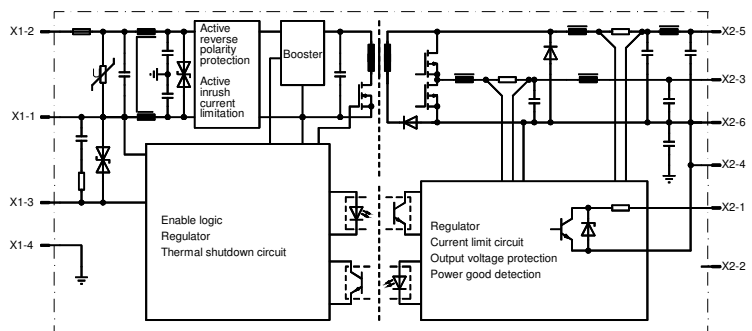 X1-2
X1-1
X1-3
X1-4
Active
reverse
polarity
protection
Active
inrush
current
limitation
Booster
Enable logic
Regulator
Thermal shutdown circuit
Regulator
Current limit circuit
Output voltage protection
Power good detection
X2-5
X2-3
X2-6
X2-4
X2-1
X2-2